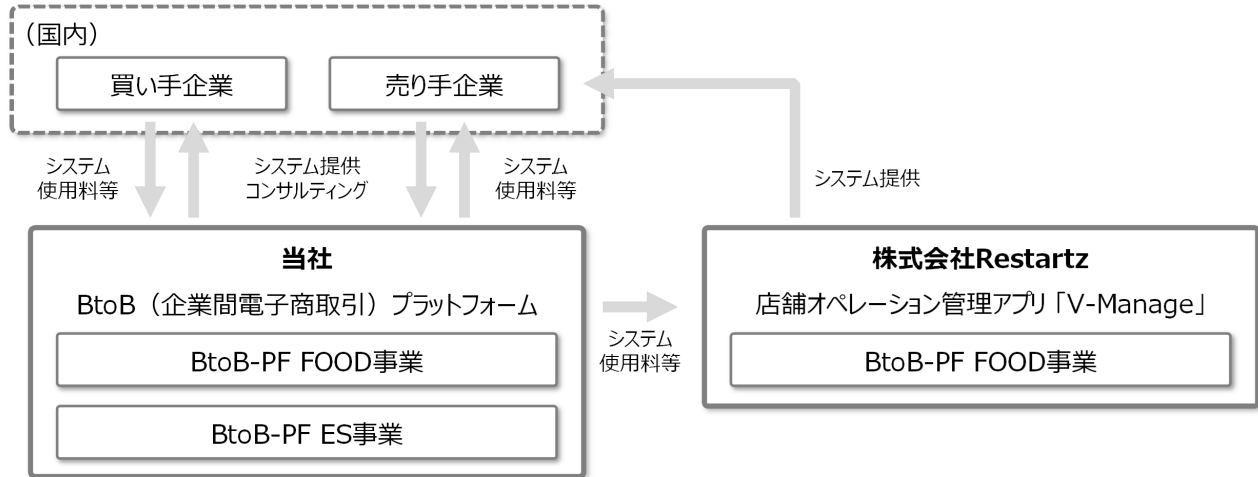 （国内）
買い手企業
売り手企業
システム
使用料等
システム提供
コンサルティング
システム
使用料等
システム提供
当社
BtoB（企業間電子商取引）プラットフォーム
BtoB-PF FOOD事業
BtoB-PF ES事業
システム
使用料等
株式会社Restartz
店舗オペレーション管理アプリ「V-Manage」
BtoB-PF FOOD事業